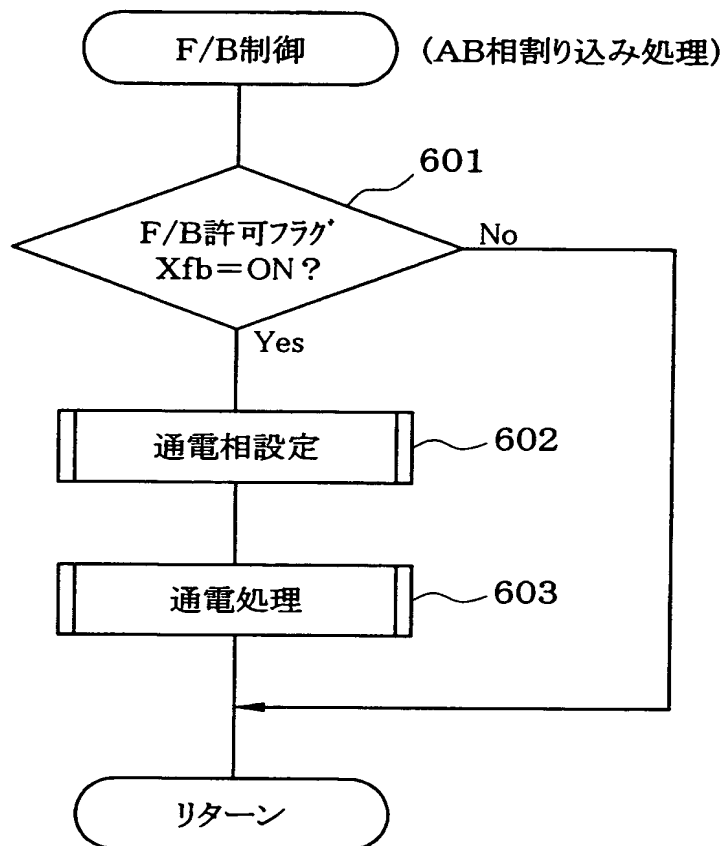 F/B制御 (AB相割り込み処理)
601
F/B許可フラグ
Xfb=ON?
No
Yes
通電相設定
602
通電処理
603
リターン